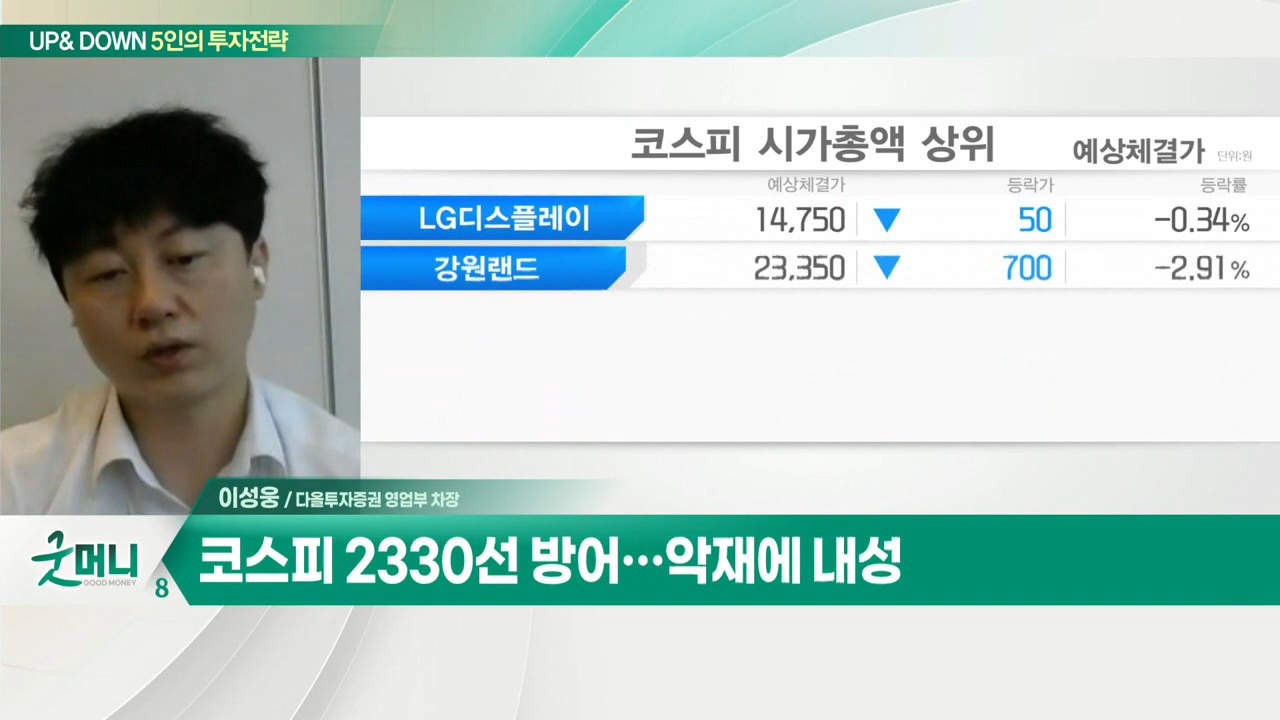 UP& DOWN 5인의 투자전략
코스피 시가총액 상위 예상체결가 단위:원
예상체결가 등락가 등락률
LG디스플레이 14,750 ▼ 50 -0.34%
강원랜드 23,350 ▼ 700 -2.91%
이성웅 / 다올투자증권 영업부 차장
굿머니 GOOD MONEY 8
코스피 2330선 방어…악재에 내성